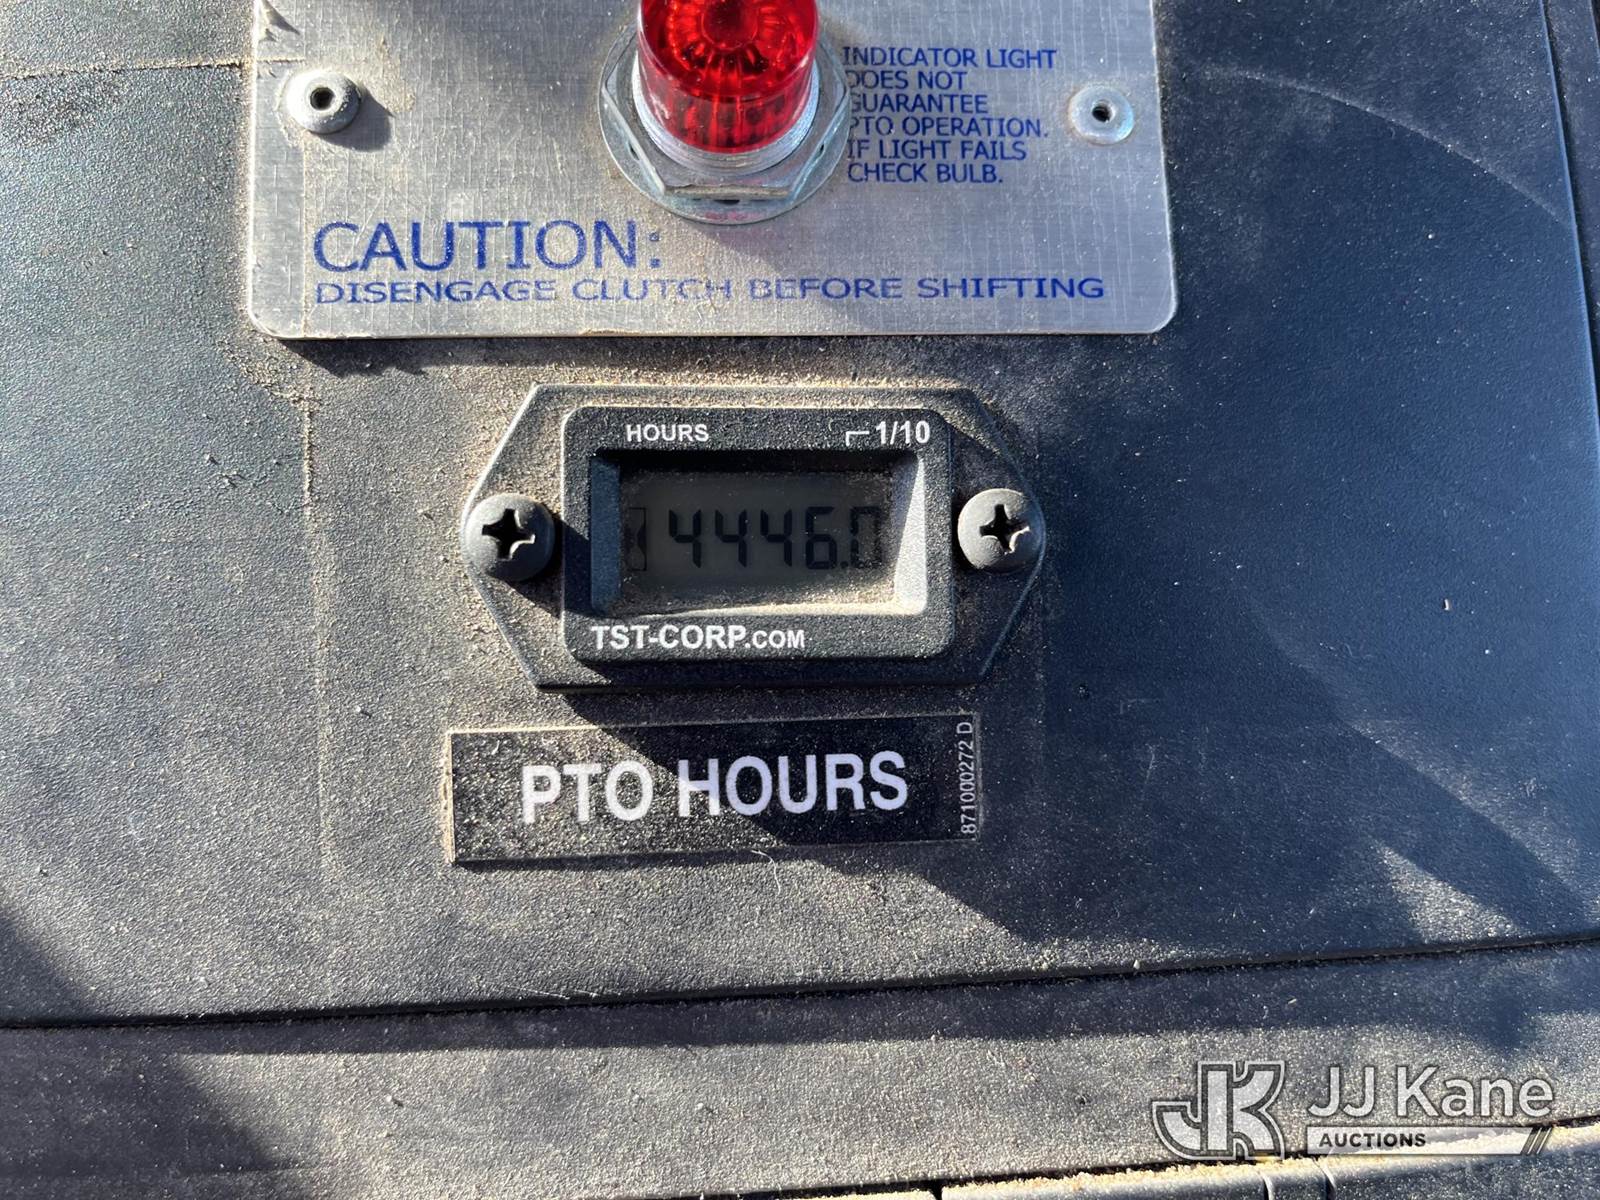 INDICATOR LIGHT
DOES NOT
GUARANTEE
PTO OPERATION.
IF LIGHT FAILS
CHECK BULB.
CAUTION:
DISENGAGE CLUTCH BEFORE SHIFTING
HOURS 1/10
4446.0
TST-CORP.COM
PTO HOURS
871000272 D
JK JJ Kane
AUCTIONS